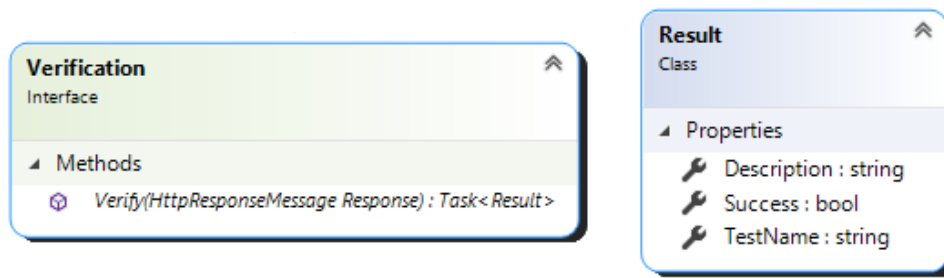 Verification
Interface
Methods
Verify(HttpResponseMessage Response) : Task<Result>
Result
Class
Properties
Description : string
Success : bool
TestName : string